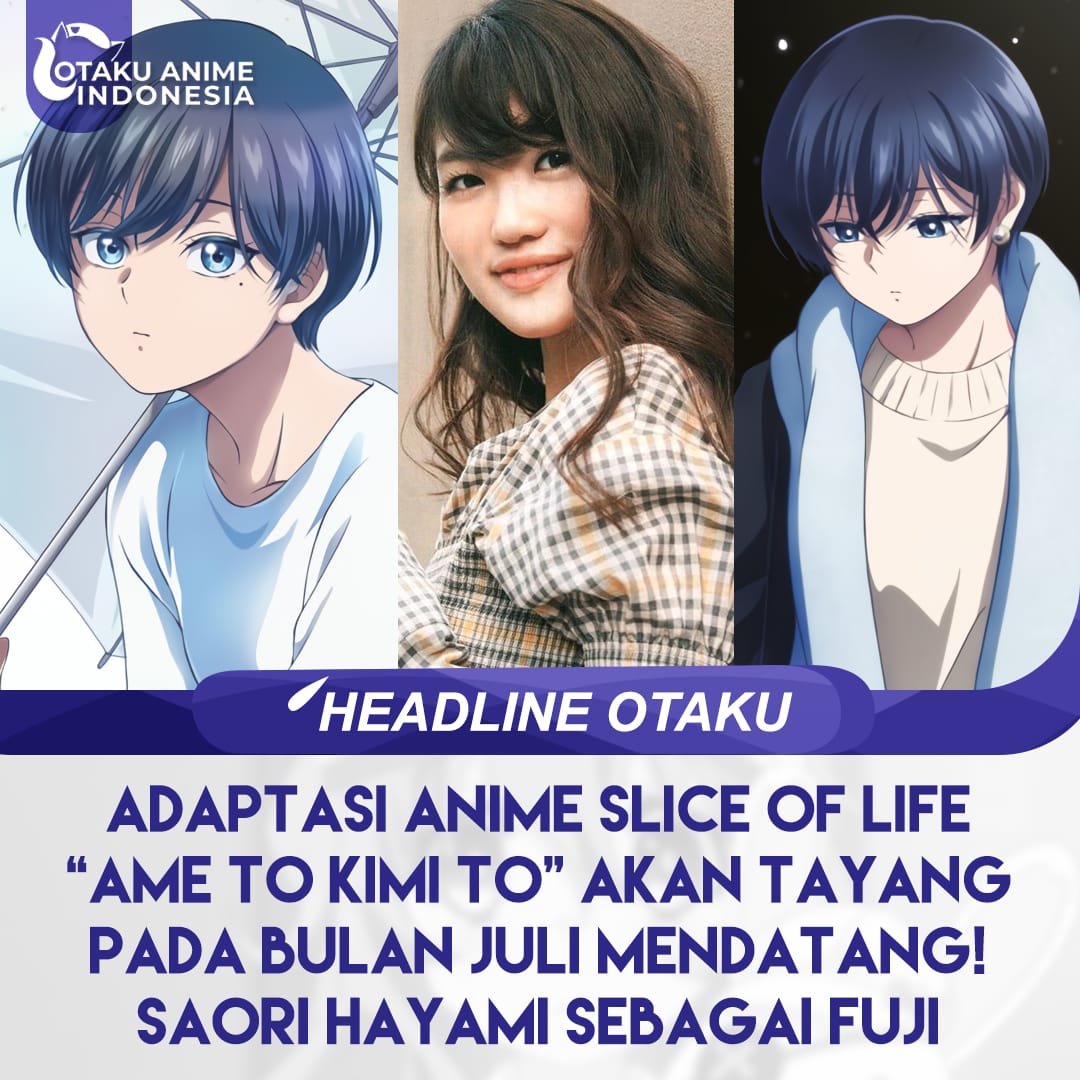 OTAKU ANIME
INDONESIA
HEADLINE OTAKU
ADAPTASI ANIME SLICE OF LIFE
“AME TO KIMI TO” AKAN TAYANG
PADA BULAN JULI MENDATANG!
SAORI HAYAMI SEBAGAI FUJI